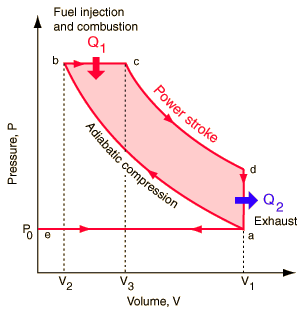 Fuel injection
and combustion
Q1
b
c
Power stroke
Adiabatic compression
d
Q2
Exhaust
Pressure, P
P0
e
a
V2
V3
V1
Volume, V